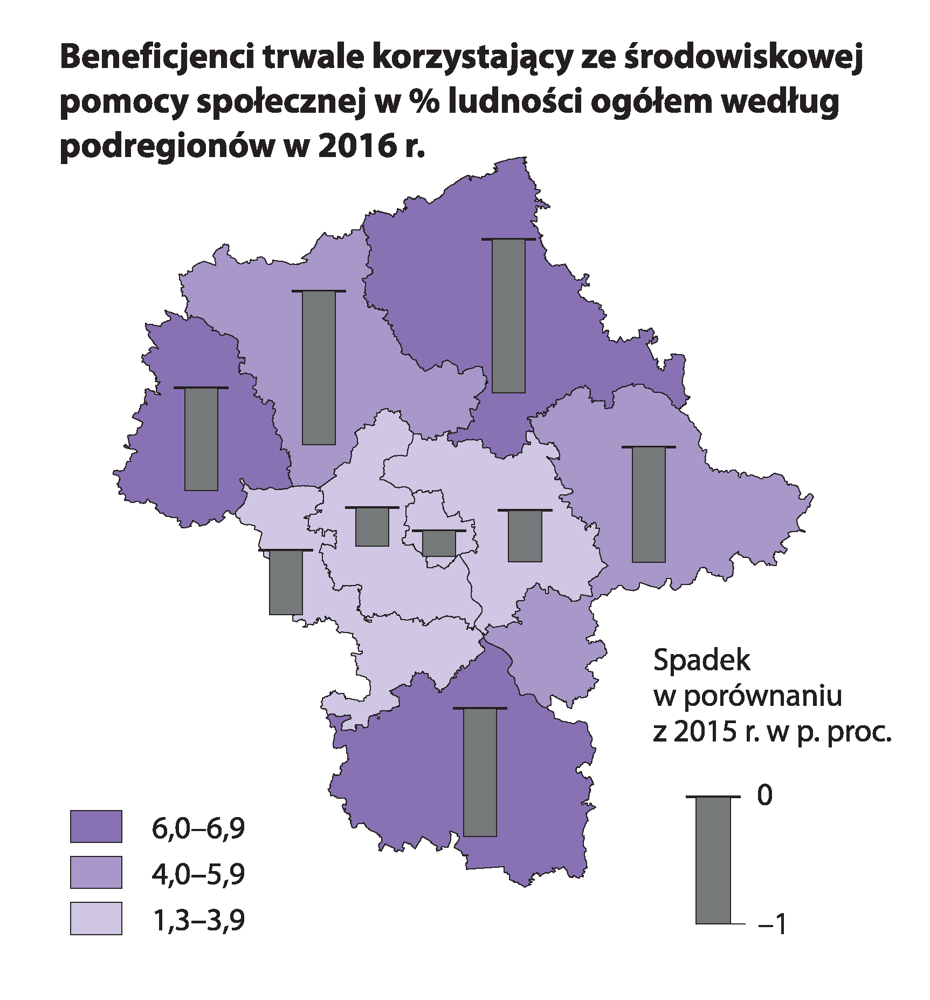 Beneficjenci trwale korzystający ze środowiskowej
pomocy społecznej w % ludności ogółem według
podregionów w 2016 r.
Spadek
w porównaniu
z 2015 r. w p. proc.
0
–1
6,0–6,9
4,0–5,9
1,3–3,9